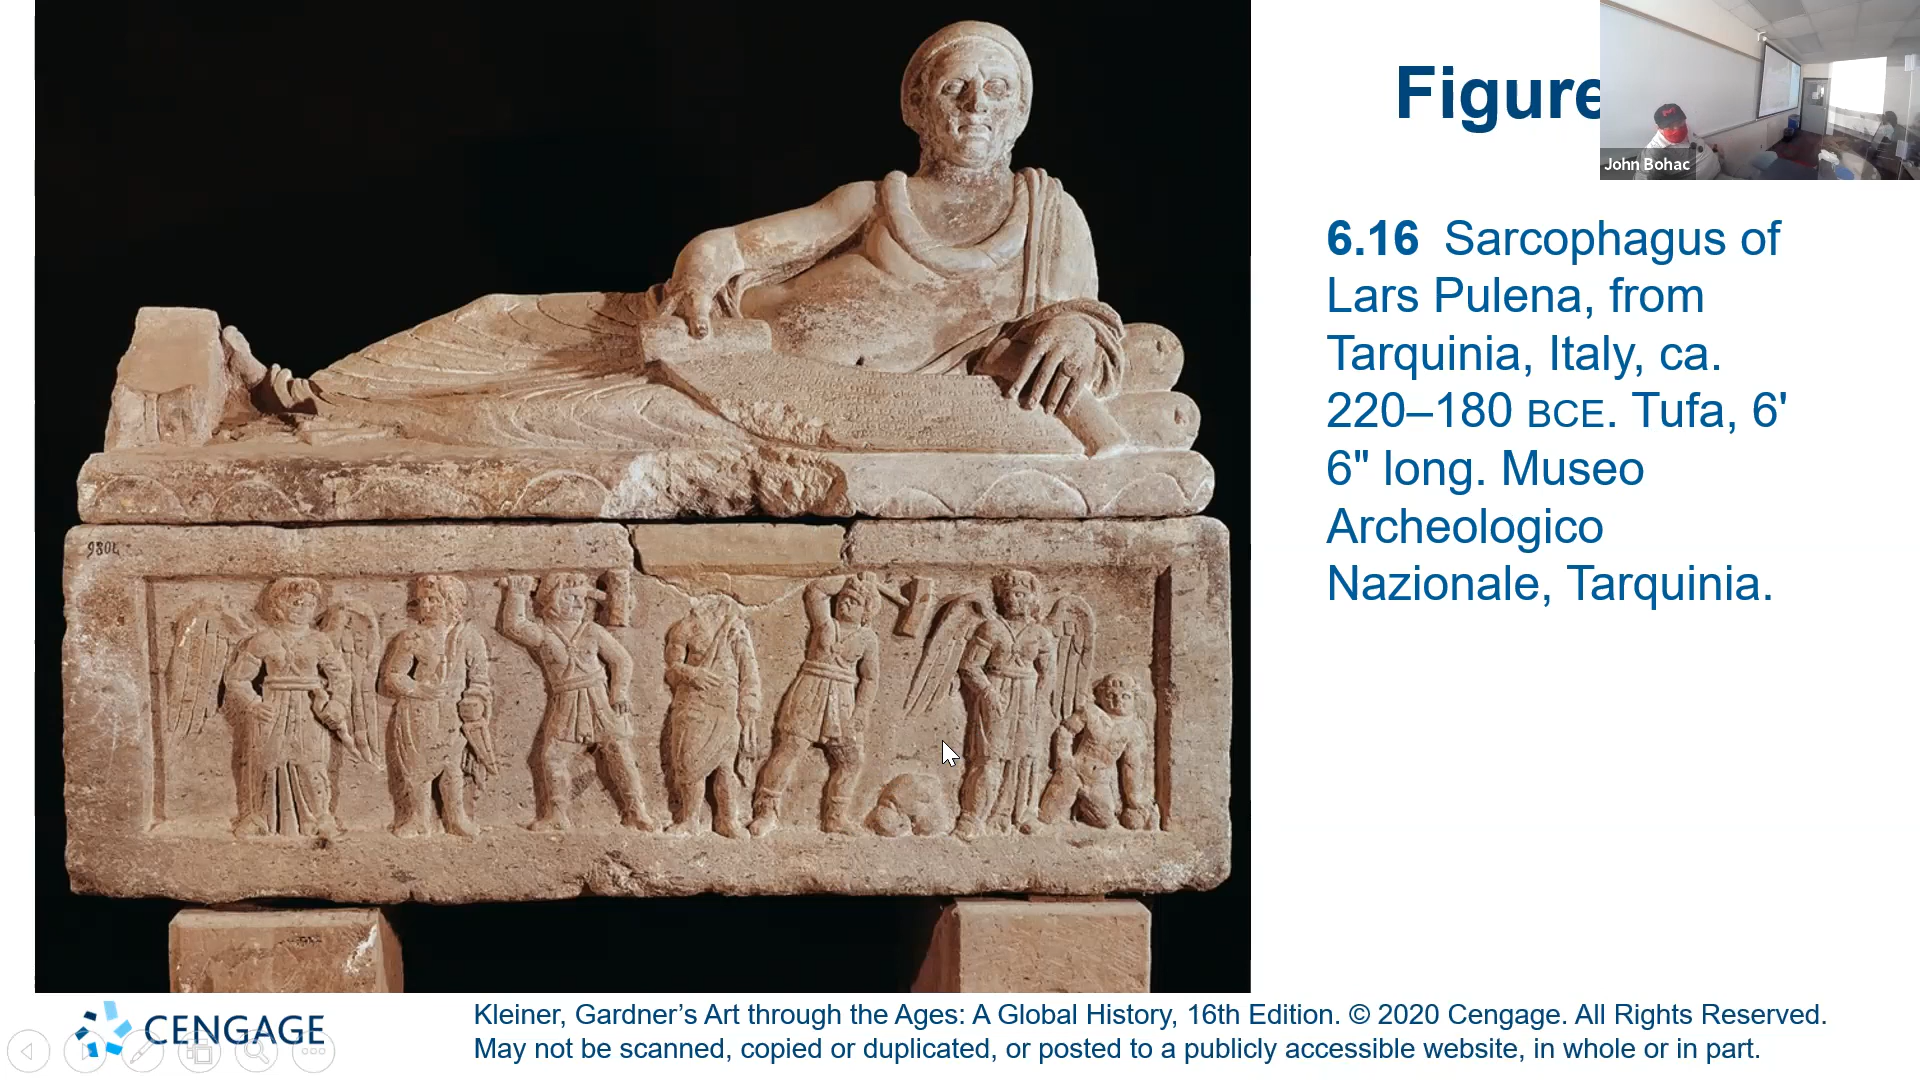 Figure
John Bohac
6.16 Sarcophagus of
Lars Pulena, from
Tarquinia, Italy, ca.
220–180 BCE. Tufa, 6'
6" long. Museo
Archeologico
Nazionale, Tarquinia.
CENGAGE
Kleiner, Gardner’s Art through the Ages: A Global History, 16th Edition. © 2020 Cengage. All Rights Reserved.
May not be scanned, copied or duplicated, or posted to a publicly accessible website, in whole or in part.